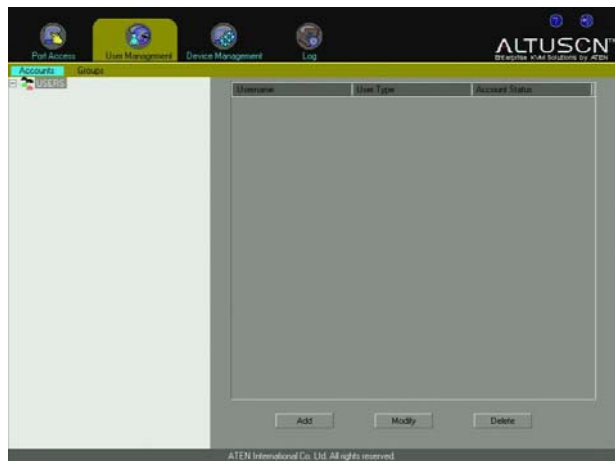 Port Access User Management Device Management Log
ALTUSCN™
Enterprise KVM Solutions by ATEN
Accounts Groups
USERS
Username User Type Account Status
Add Modify Delete
ATEN International Co. Ltd. All rights reserved.